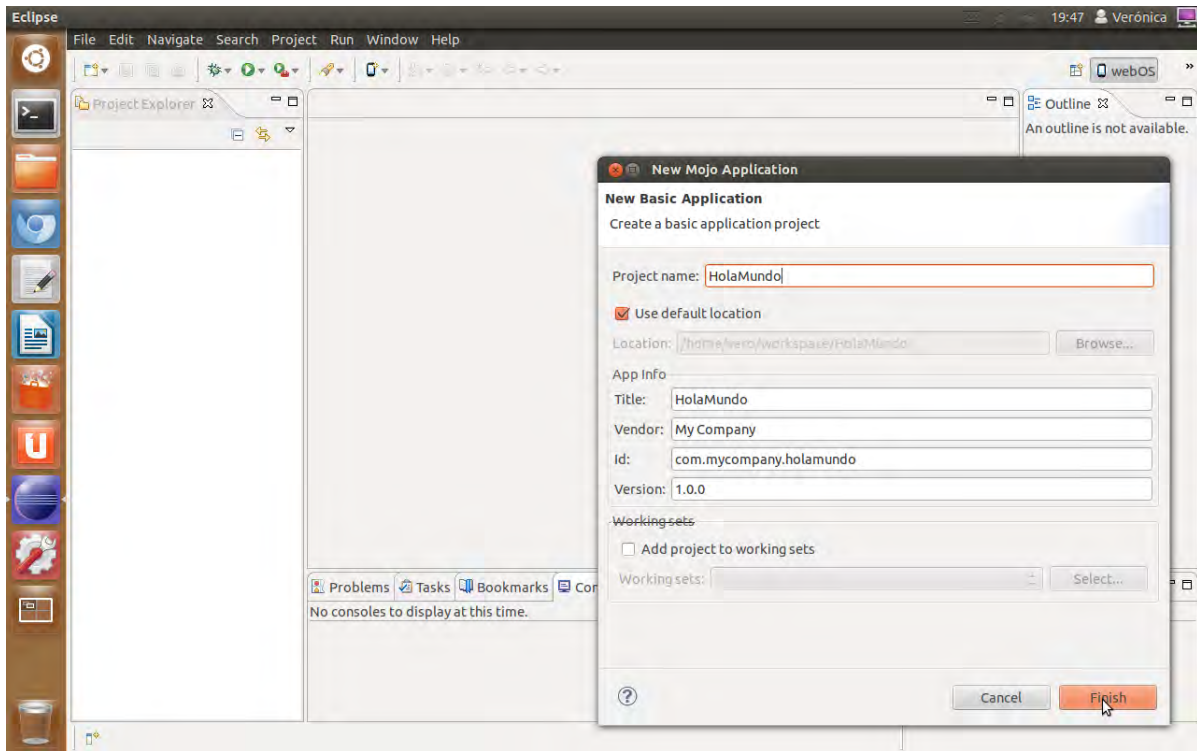 Eclipse
19:47 Verónica
File Edit Navigate Search Project Run Window Help
webOS »
Project Explorer
Outline
An outline is not available.
New Mojo Application
New Basic Application
Create a basic application project
Project name: HolaMundo
Use default location
Location: /home/vero/workspace/HolaMundo Browse...
App Info
Title: HolaMundo
Vendor: My Company
Id: com.mycompany.holamundo
Version: 1.0.0
Working sets
Add project to working sets
Working sets: Select...
Problems Tasks Bookmarks Cor
No consoles to display at this time.
Cancel Finish